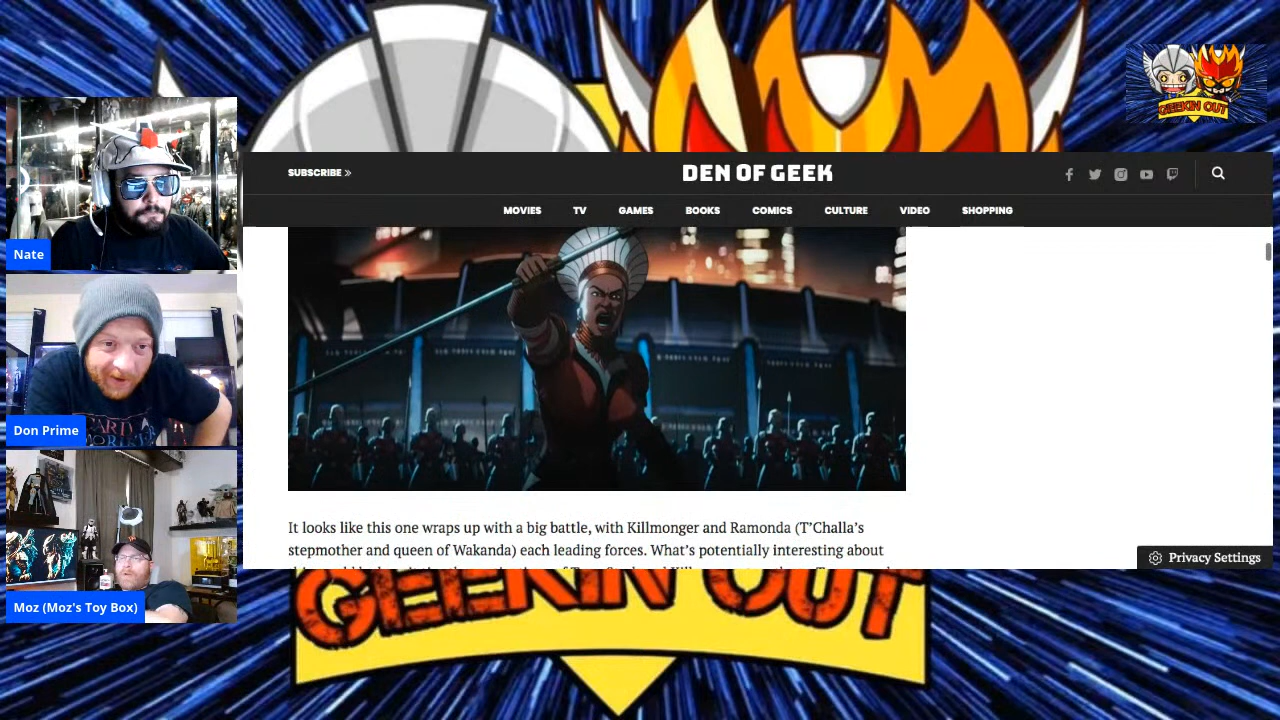 GEEKIN OUT
SUBSCRIBE »
DEN OF GEEK
MOVIES TV GAMES BOOKS COMICS CULTURE VIDEO SHOPPING
Nate
Don Prime
Moz (Moz's Toy Box)
It looks like this one wraps up with a big battle, with Killmonger and Ramonda (T'Challa's
stepmother and queen of Wakanda) each leading forces. What's potentially interesting about
Privacy Settings
GEEKIN OUT